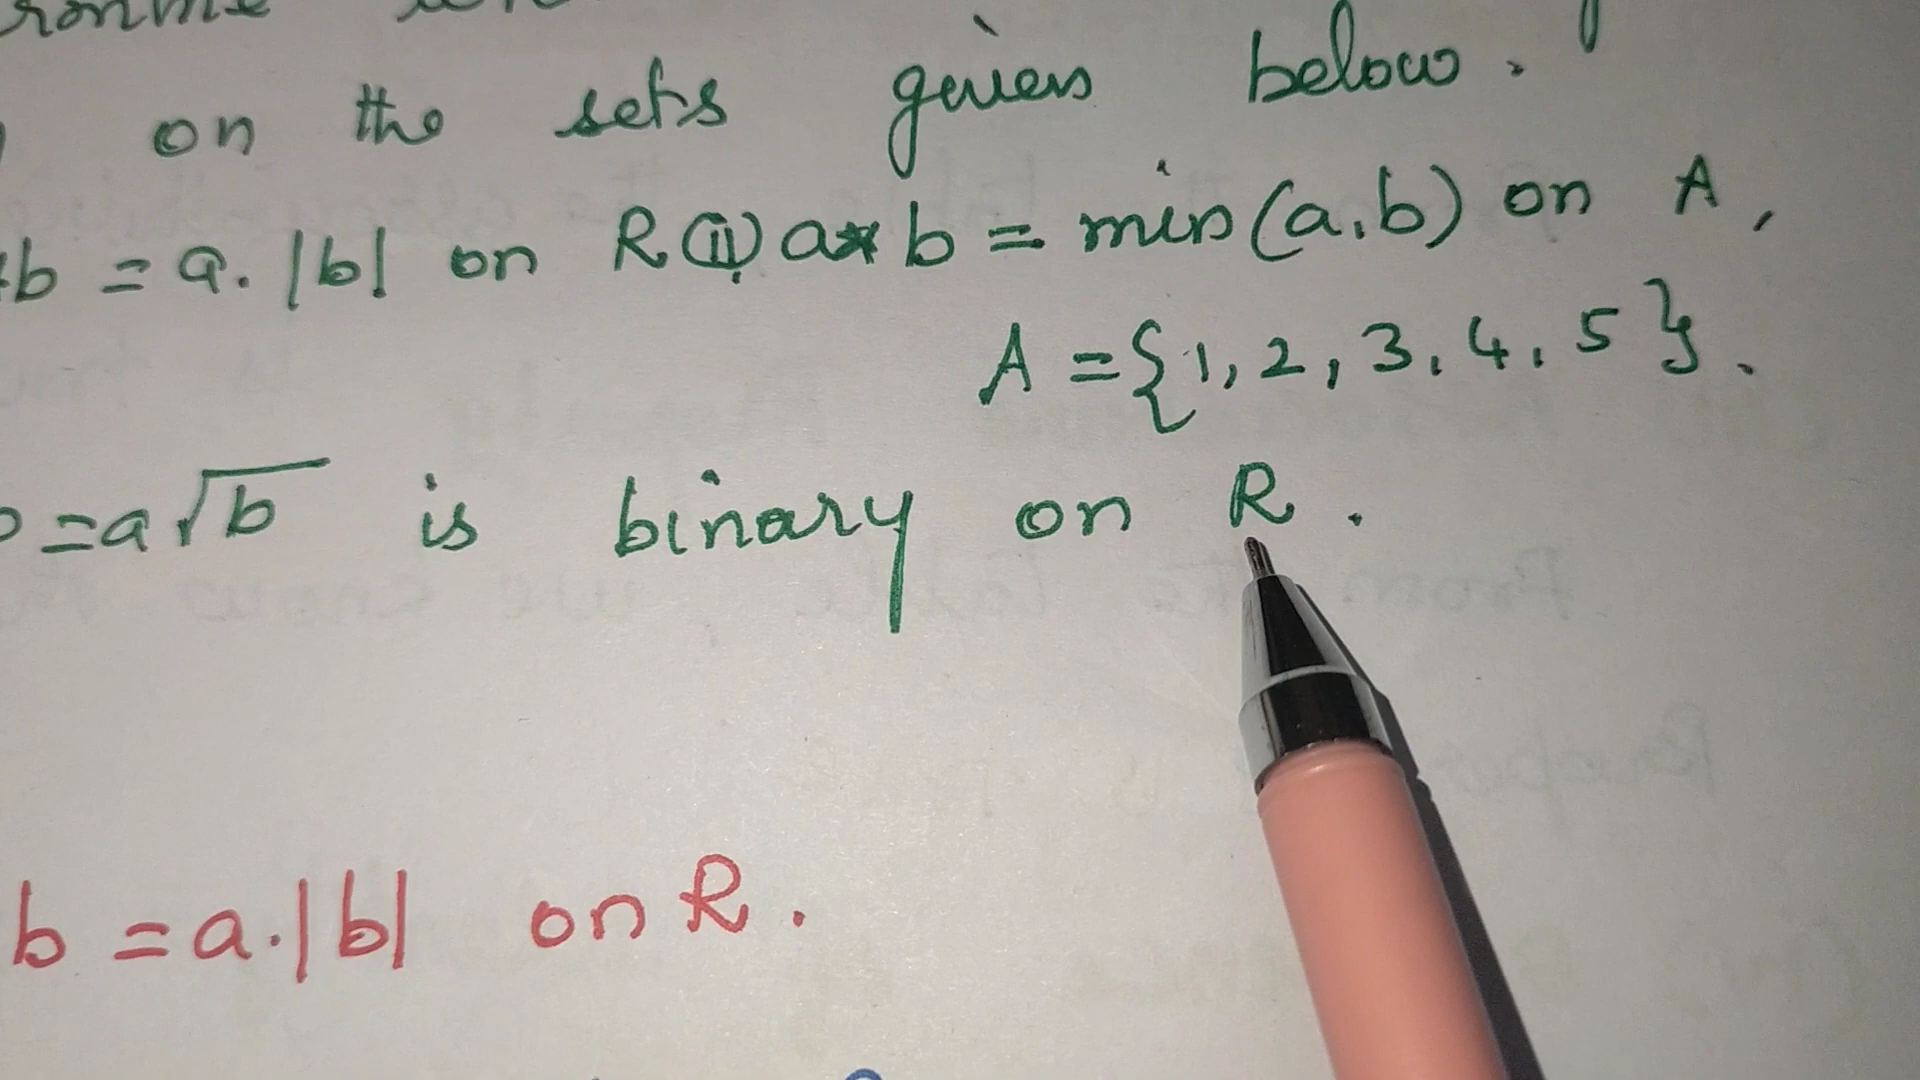 on the sets given below.
b = a. |b| on R (ii) a * b = min (a, b) on A,
A = {1, 2, 3, 4, 5}.
= a √b is binary on R.
b = a. |b| on R.